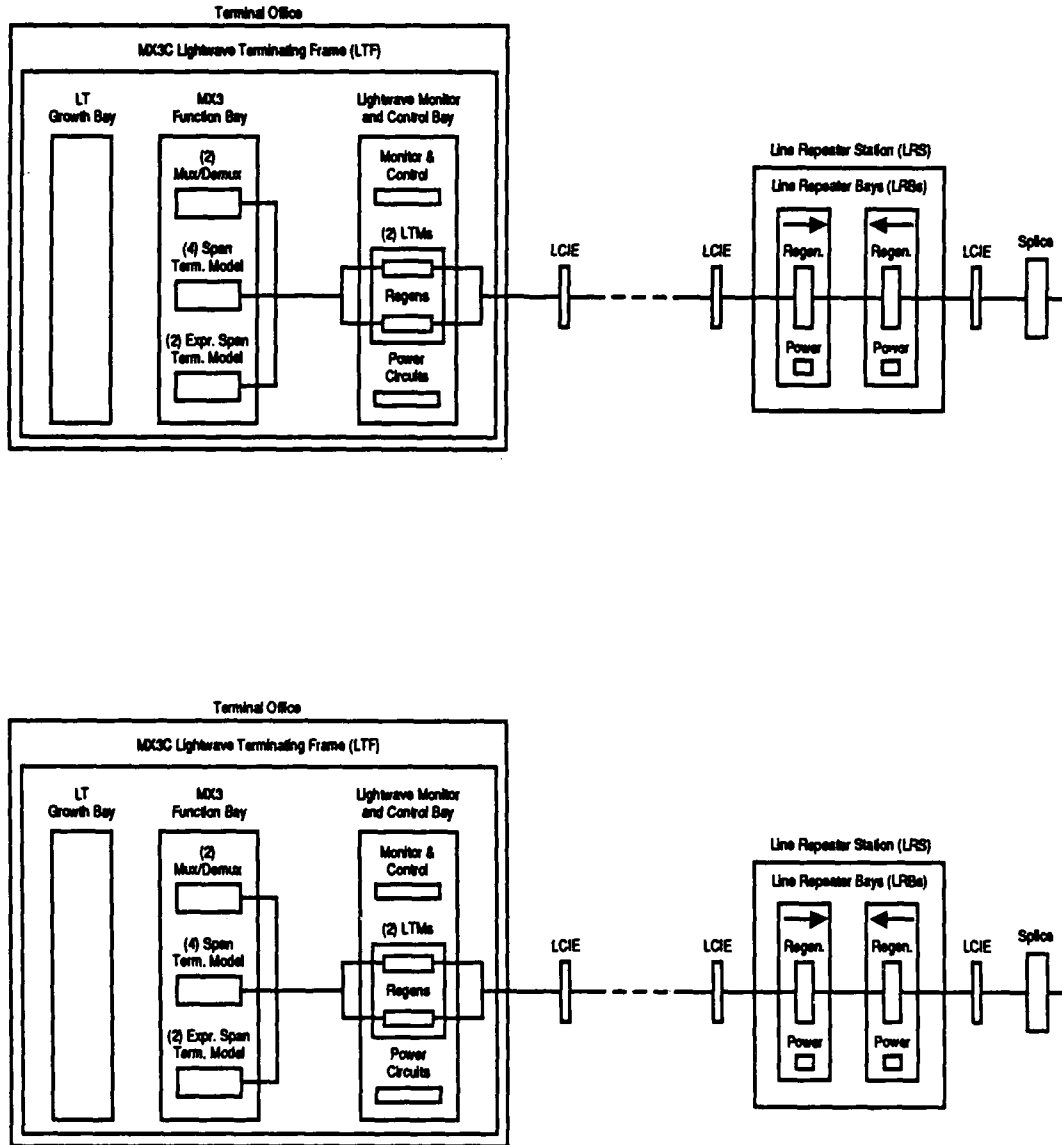 Terminal Office
MX3C Lightwave Terminating Frame (LTF)
LT
Growth Bay
MX3
Function Bay
Lightwave Monitor
and Control Bay
(2)
Mux/Demux
Monitor &
Control
(4) Span
Term. Model
(2) LTMs
Regens
(2) Expr. Span
Term. Model
Power
Circuits
LCIE
LCIE
Line Repeater Station (LRS)
Line Repeater Bays (LRBs)
Regen.
Regen.
Power
Power
LCIE
Splice
Terminal Office
MX3C Lightwave Terminating Frame (LTF)
LT
Growth Bay
MX3
Function Bay
Lightwave Monitor
and Control Bay
(2)
Mux/Demux
Monitor &
Control
(4) Span
Term. Model
(2) LTMs
Regens
(2) Expr. Span
Term. Model
Power
Circuits
LCIE
LCIE
Line Repeater Station (LRS)
Line Repeater Bays (LRBs)
Regen.
Regen.
Power
Power
LCIE
Splice